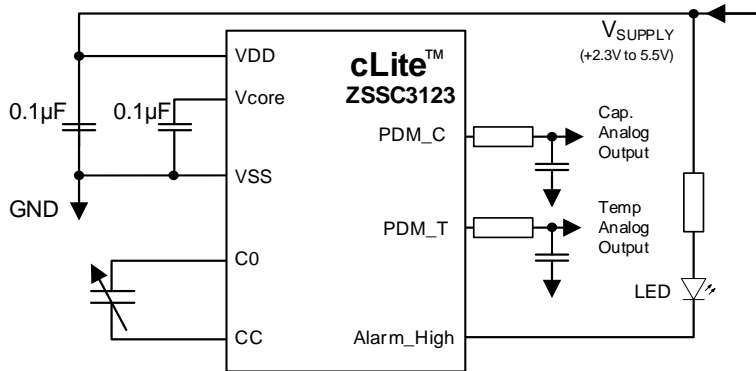 VSUPPLY
(+2.3V to 5.5V)
cLite™
ZSSC3123
VDD
Vcore
VSS
C0
CC
PDM_C
PDM_T
Alarm_High
0.1µF
0.1µF
GND
Cap.
Analog
Output
Temp
Analog
Output
LED